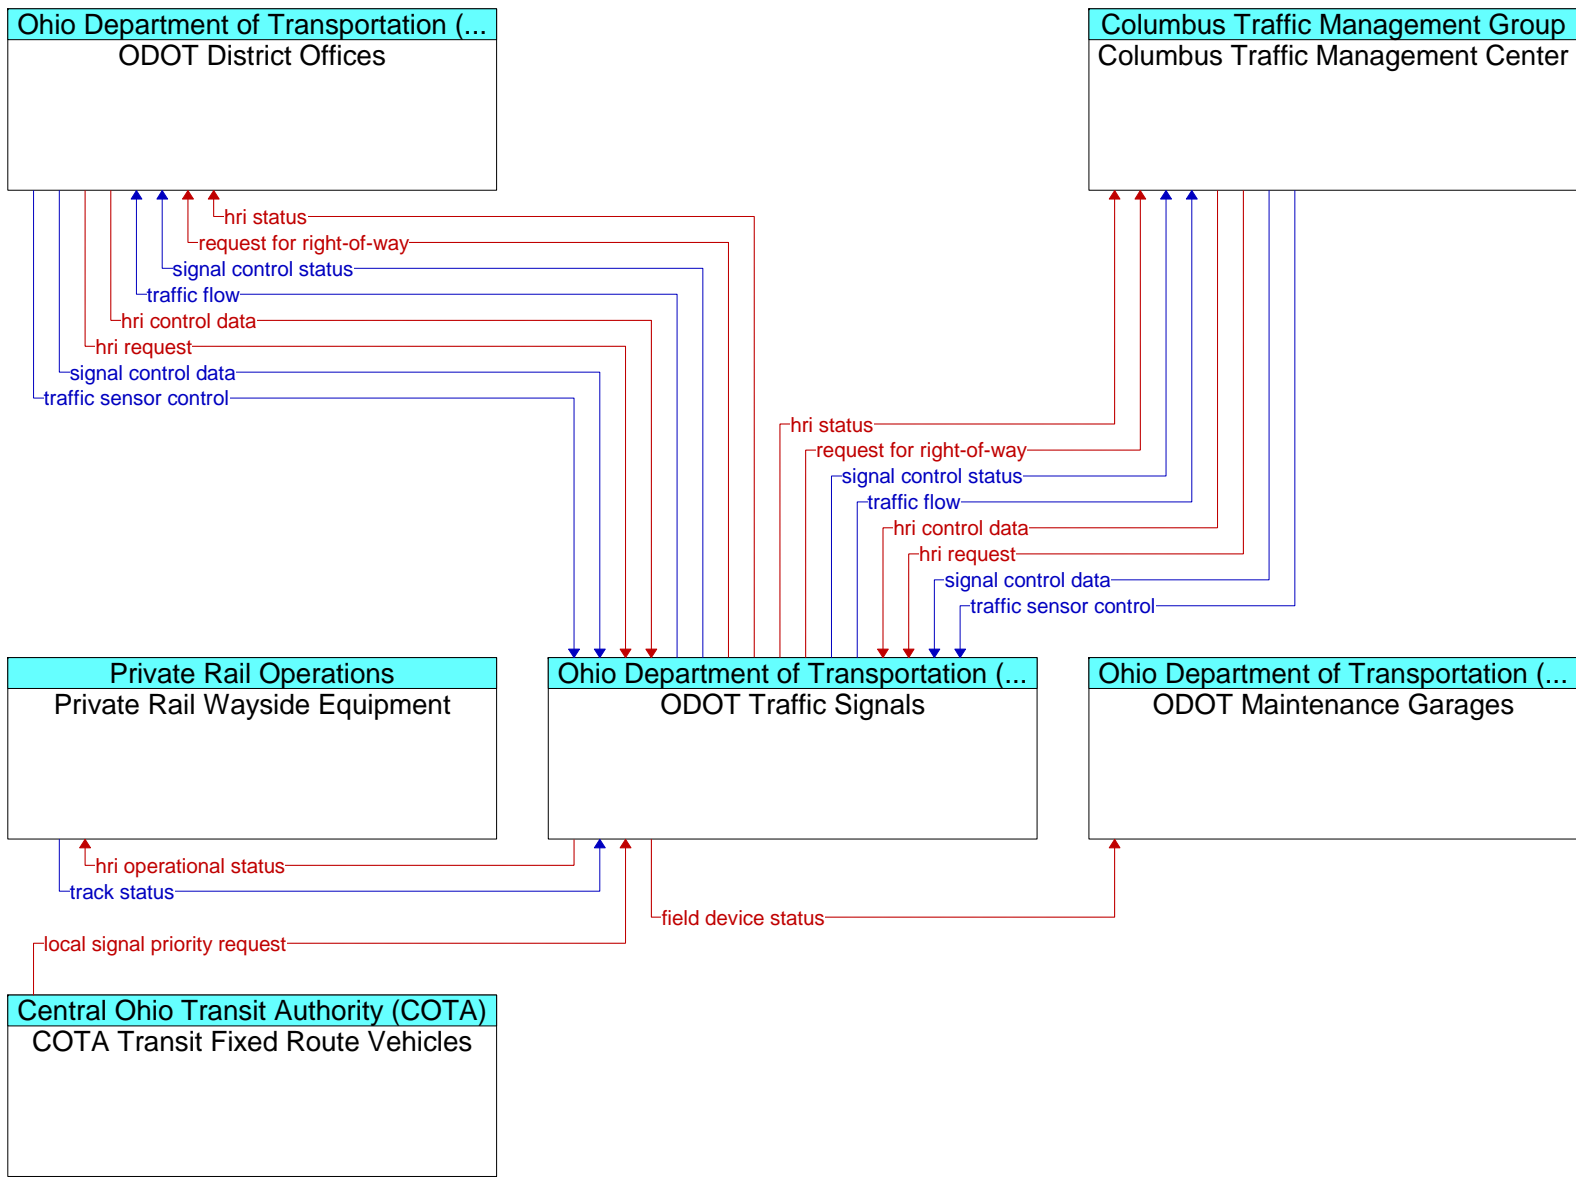 Ohio Department of Transportation (...
ODOT District Offices
Columbus Traffic Management Group
Columbus Traffic Management Center
hri status
request for right-of-way
signal control status
traffic flow
hri control data
hri request
signal control data
traffic sensor control
hri status
request for right-of-way
signal control status
traffic flow
hri control data
hri request
signal control data
traffic sensor control
Private Rail Operations
Private Rail Wayside Equipment
Ohio Department of Transportation (...
ODOT Traffic Signals
Ohio Department of Transportation (...
ODOT Maintenance Garages
hri operational status
track status
field device status
local signal priority request
Central Ohio Transit Authority (COTA)
COTA Transit Fixed Route Vehicles